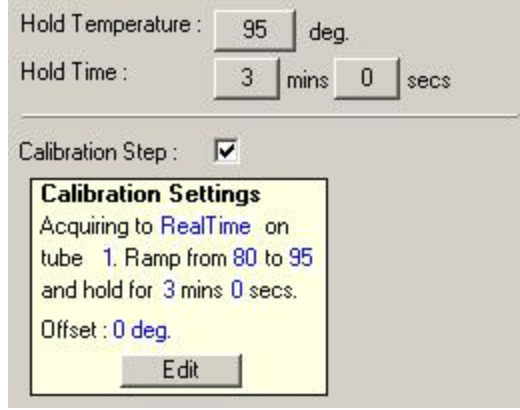 Hold Temperature : 95 deg.
Hold Time : 3 mins 0 secs
Calibration Step :
Calibration Settings
Acquiring to RealTime on
tube 1. Ramp from 80 to 95
and hold for 3 mins 0 secs.
Offset : 0 deg.
Edit